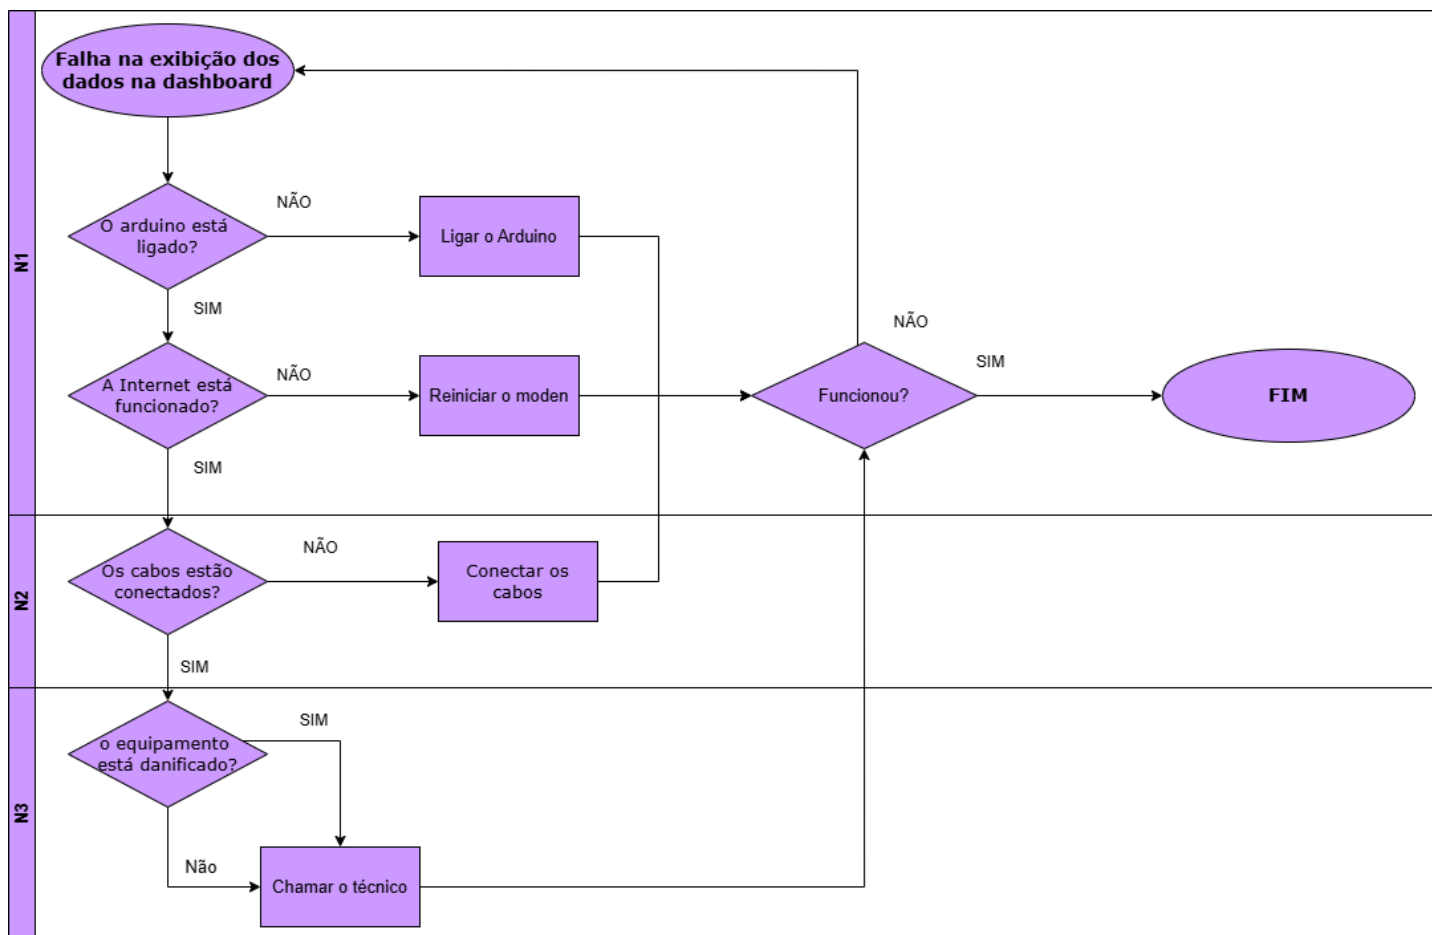 Falha na exibição dos
dados na dashboard
N1
O arduino está
ligado?
NÃO
Ligar o Arduino
SIM
A Internet está
funcionado?
NÃO
Reiniciar o moden
Funcionou?
NÃO
SIM
FIM
SIM
N2
Os cabos estão
conectados?
NÃO
Conectar os
cabos
SIM
N3
o equipamento
está danificado?
SIM
Não
Chamar o técnico